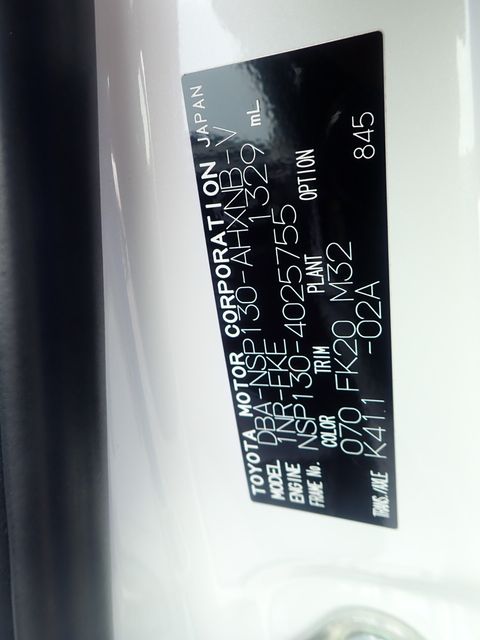 TOYOTA MOTOR CORPORATION JAPAN
MODEL DBA-NSP130-AHXNB-V
ENGINE 1NR-FKE 1329 mL
FRAME No. NSP130-4025755
COLOR TRIM PLANT OPTION
070 FK20 M32 845
TRANS./AXLE K411 -02A